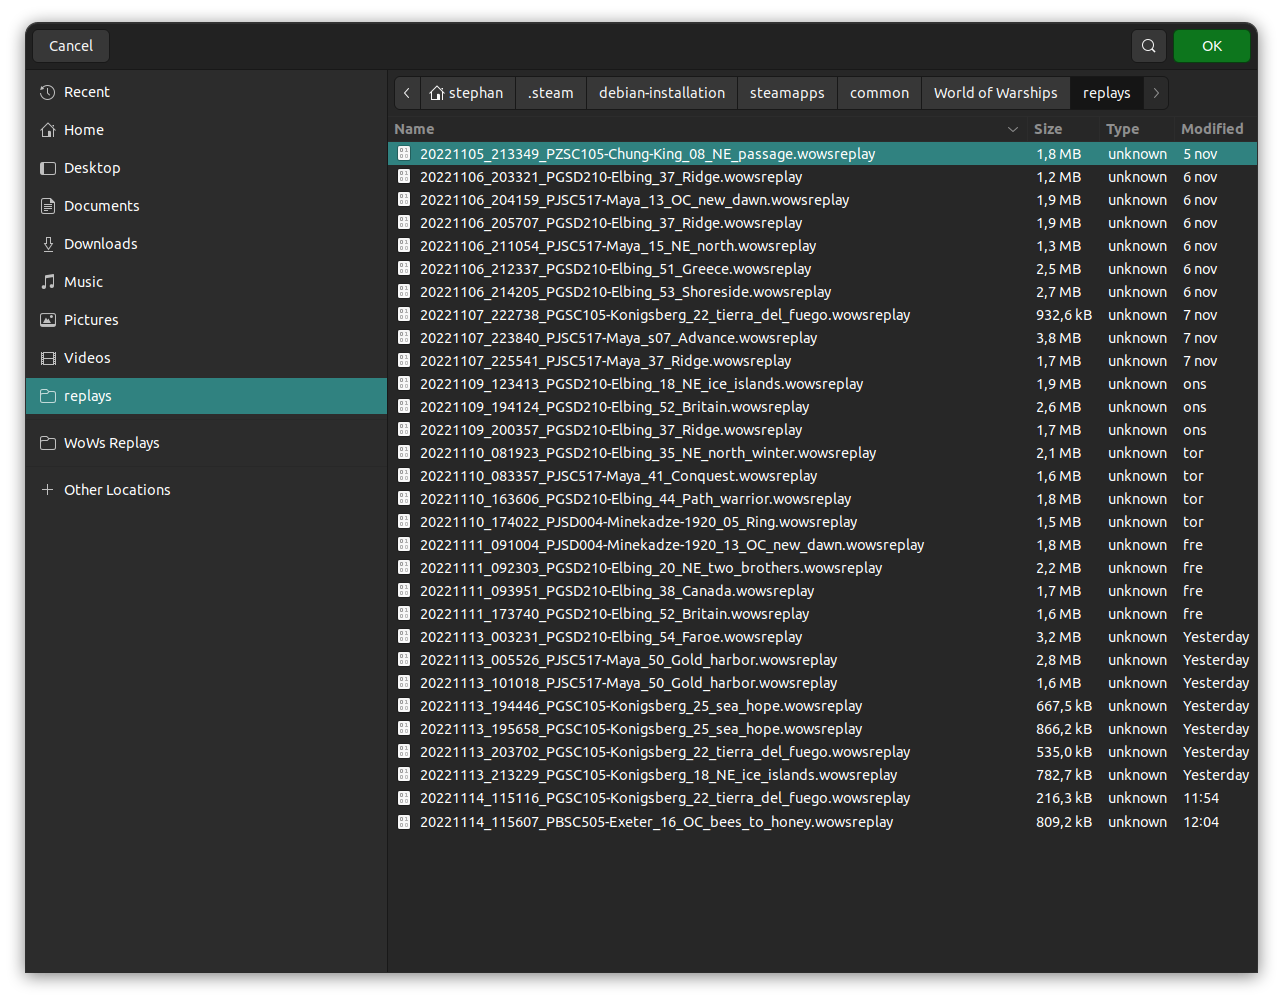 Cancel OK
Recent
Home
Desktop
Documents
Downloads
Music
Pictures
Videos
replays
WoWs Replays
Other Locations
stephan .steam debian-installation steamapps common World of Warships replays
Name Size Type Modified
20221105_213349_PZSC105-Chung-King_08_NE_passage.wowsreplay 1,8 MB unknown 5 nov
20221106_203321_PGSD210-Elbing_37_Ridge.wowsreplay 1,2 MB unknown 6 nov
20221106_204159_PJSC517-Maya_13_OC_new_dawn.wowsreplay 1,9 MB unknown 6 nov
20221106_205707_PGSD210-Elbing_37_Ridge.wowsreplay 1,9 MB unknown 6 nov
20221106_211054_PJSC517-Maya_15_NE_north.wowsreplay 1,3 MB unknown 6 nov
20221106_212337_PGSD210-Elbing_51_Greece.wowsreplay 2,5 MB unknown 6 nov
20221106_214205_PGSD210-Elbing_53_Shoreside.wowsreplay 2,7 MB unknown 6 nov
20221107_222738_PGSC105-Konigsberg_22_tierra_del_fuego.wowsreplay 932,6 kB unknown 7 nov
20221107_223840_PJSC517-Maya_s07_Advance.wowsreplay 3,8 MB unknown 7 nov
20221107_225541_PJSC517-Maya_37_Ridge.wowsreplay 1,7 MB unknown 7 nov
20221109_123413_PGSD210-Elbing_18_NE_ice_islands.wowsreplay 1,9 MB unknown ons
20221109_194124_PGSD210-Elbing_52_Britain.wowsreplay 2,6 MB unknown ons
20221109_200357_PGSD210-Elbing_37_Ridge.wowsreplay 1,7 MB unknown ons
20221110_081923_PGSD210-Elbing_35_NE_north_winter.wowsreplay 2,1 MB unknown tor
20221110_083357_PJSC517-Maya_41_Conquest.wowsreplay 1,6 MB unknown tor
20221110_163606_PGSD210-Elbing_44_Path_warrior.wowsreplay 1,8 MB unknown tor
20221110_174022_PJSD004-Minekadze-1920_05_Ring.wowsreplay 1,5 MB unknown tor
20221111_091004_PJSD004-Minekadze-1920_13_OC_new_dawn.wowsreplay 1,8 MB unknown fre
20221111_092303_PGSD210-Elbing_20_NE_two_brothers.wowsreplay 2,2 MB unknown fre
20221111_093951_PGSD210-Elbing_38_Canada.wowsreplay 1,7 MB unknown fre
20221111_173740_PGSD210-Elbing_52_Britain.wowsreplay 1,6 MB unknown fre
20221113_003231_PGSD210-Elbing_54_Faroe.wowsreplay 3,2 MB unknown Yesterday
20221113_005526_PJSC517-Maya_50_Gold_harbor.wowsreplay 2,8 MB unknown Yesterday
20221113_101018_PJSC517-Maya_50_Gold_harbor.wowsreplay 1,6 MB unknown Yesterday
20221113_194446_PGSC105-Konigsberg_25_sea_hope.wowsreplay 667,5 kB unknown Yesterday
20221113_195658_PGSC105-Konigsberg_25_sea_hope.wowsreplay 866,2 kB unknown Yesterday
20221113_203702_PGSC105-Konigsberg_22_tierra_del_fuego.wowsreplay 535,0 kB unknown Yesterday
20221113_213229_PGSC105-Konigsberg_18_NE_ice_islands.wowsreplay 782,7 kB unknown Yesterday
20221114_115116_PGSC105-Konigsberg_22_tierra_del_fuego.wowsreplay 216,3 kB unknown 11:54
20221114_115607_PBSC505-Exeter_16_OC_bees_to_honey.wowsreplay 809,2 kB unknown 12:04